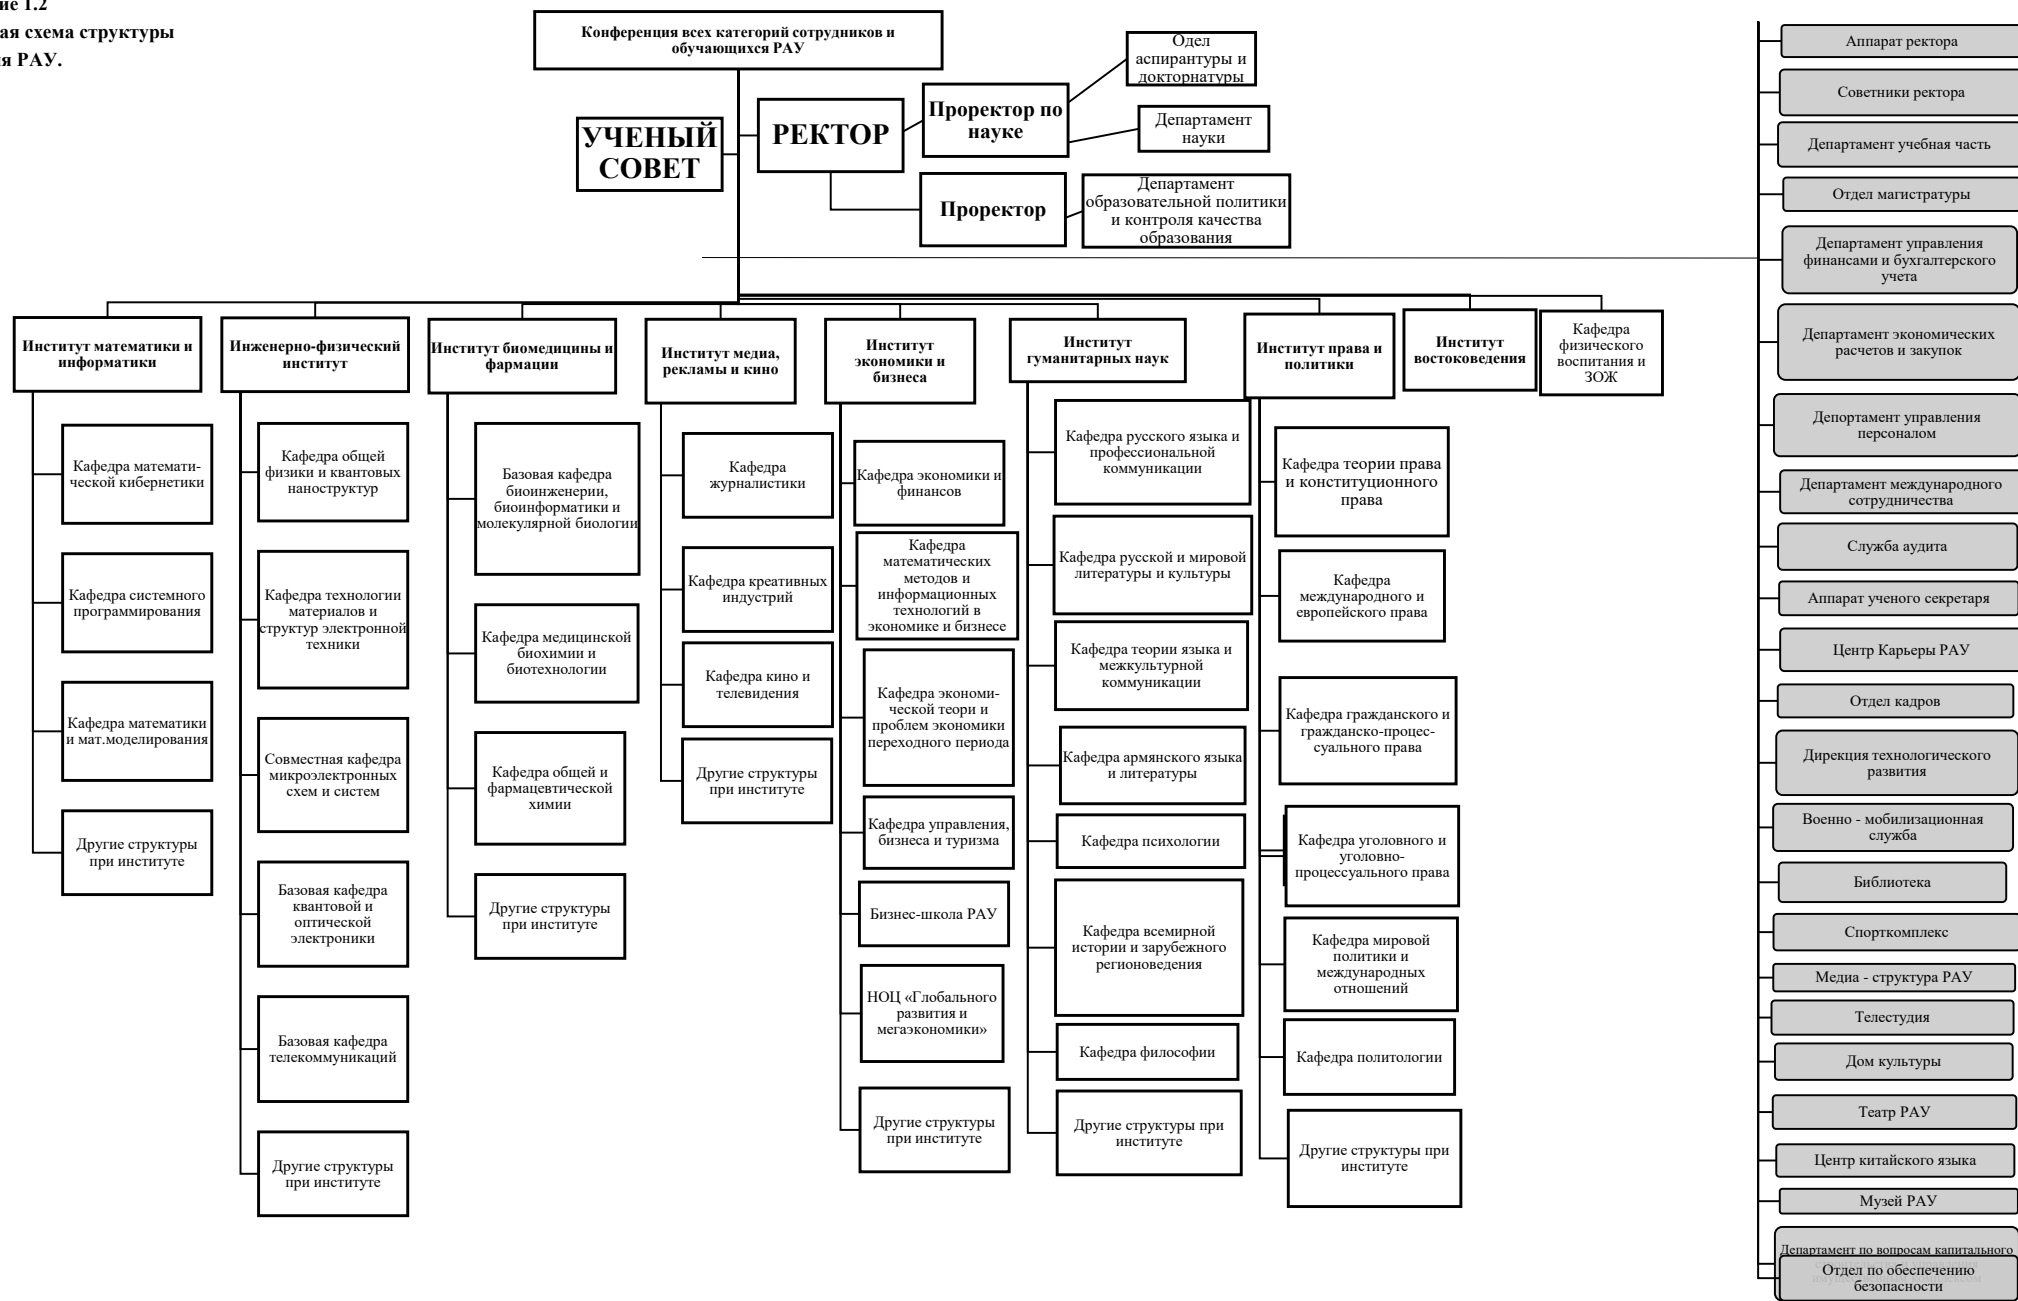 ие 1.2
ая схема структуры
я РАУ.
Конференция всех категорий сотрудников и
обучающихся РАУ
УЧЕНЫЙ
СОВЕТ
РЕКТОР
Проректор по
науке
Проректор
Одел
аспирантуры и
докторнатуры
Департамент
науки
Департамент
образовательной политики
и контроля качества
образования
Институт математики и
информатики
Кафедра математи-
ческой кибернетики
Кафедра системного
программирования
Кафедра математики
и мат.моделирования
Другие структуры
при институте
Инженерно-физический
институт
Кафедра общей
физики и квантовых
наноструктур
Кафедра технологии
материалов и
структур электронной
техники
Совместная кафедра
микроэлектронных
схем и систем
Базовая кафедра
квантовой и
оптической
электроники
Базовая кафедра
телекоммуникаций
Другие структуры
при институте
Институт биомедицины и
фармации
Базовая кафедра
биоинженерии,
биоинформатики и
молекулярной биологии
Кафедра медицинской
биохимии и
биотехнологии
Кафедра общей и
фармацевтической
химии
Другие структуры
при институте
Институт медиа,
рекламы и кино
Кафедра
журналистики
Кафедра креативных
индустрий
Кафедра кино и
телевидения
Другие структуры
при институте
Институт
экономики и
бизнеса
Кафедра экономики и
финансов
Кафедра
математических
методов и
информационных
технологий в
экономике и бизнесе
Кафедра экономи-
ческой теори и
проблем экономики
переходного периода
Кафедра управления,
бизнеса и туризма
Бизнес-школа РАУ
НОЦ «Глобального
развития и
мегаэкономики»
Другие структуры
при институте
Институт
гуманитарных наук
Кафедра русского языка и
профессиональной
коммуникации
Кафедра русской и мировой
литературы и культуры
Кафедра теории языка и
межкультурной
коммуникации
Кафедра армянского языка
и литературы
Кафедра психологии
Кафедра всемирной
истории и зарубежного
регионоведения
Кафедра философии
Другие структуры при
институте
Институт права и
политики
Кафедра теории права
и конституционного
права
Кафедра
международного и
европейского права
Кафедра гражданского и
гражданско-процес-
суального права
Кафедра уголовного и
уголовно-
процессуального права
Кафедра мировой
политики и
международных
отношений
Кафедра политологии
Другие структуры при
институте
Институт
востоковедения
Кафедра
физического
воспитания и
ЗОЖ
Аппарат ректора
Советники ректора
Департамент учебная часть
Отдел магистратуры
Департамент управления
финансами и бухгалтерского
учета
Департамент экономических
расчетов и закупок
Депортамент управления
персоналом
Департамент международного
сотрудничества
Служба аудита
Аппарат ученого секретаря
Центр Карьеры РАУ
Отдел кадров
Дирекция технологического
развития
Военно - мобилизационная
служба
Библиотека
Спорткомплекс
Медиа - структура РАУ
Телестудия
Дом культуры
Театр РАУ
Центр китайского языка
Музей РАУ
Департамент по вопросам капитального
Отдел по обеспечению
безопасности